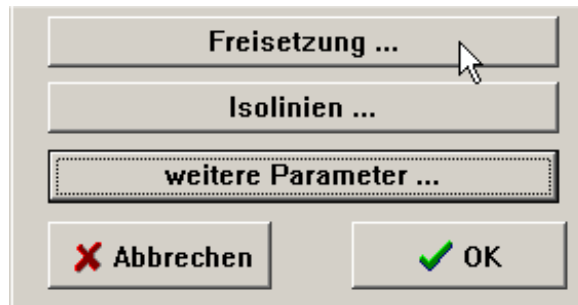 Freisetzung ...
Isolinien ...
weitere Parameter ...
Abbrechen OK